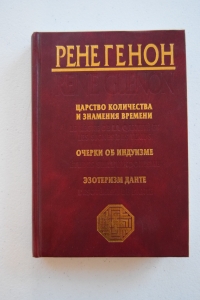 РЕНЕ ГЕНОН
ЦАРСТВО КОЛИЧЕСТВА
И ЗНАМЕНИЯ ВРЕМЕНИ
ОЧЕРКИ ОБ ИНДУИЗМЕ
ЭЗОТЕРИЗМ ДАНТЕ